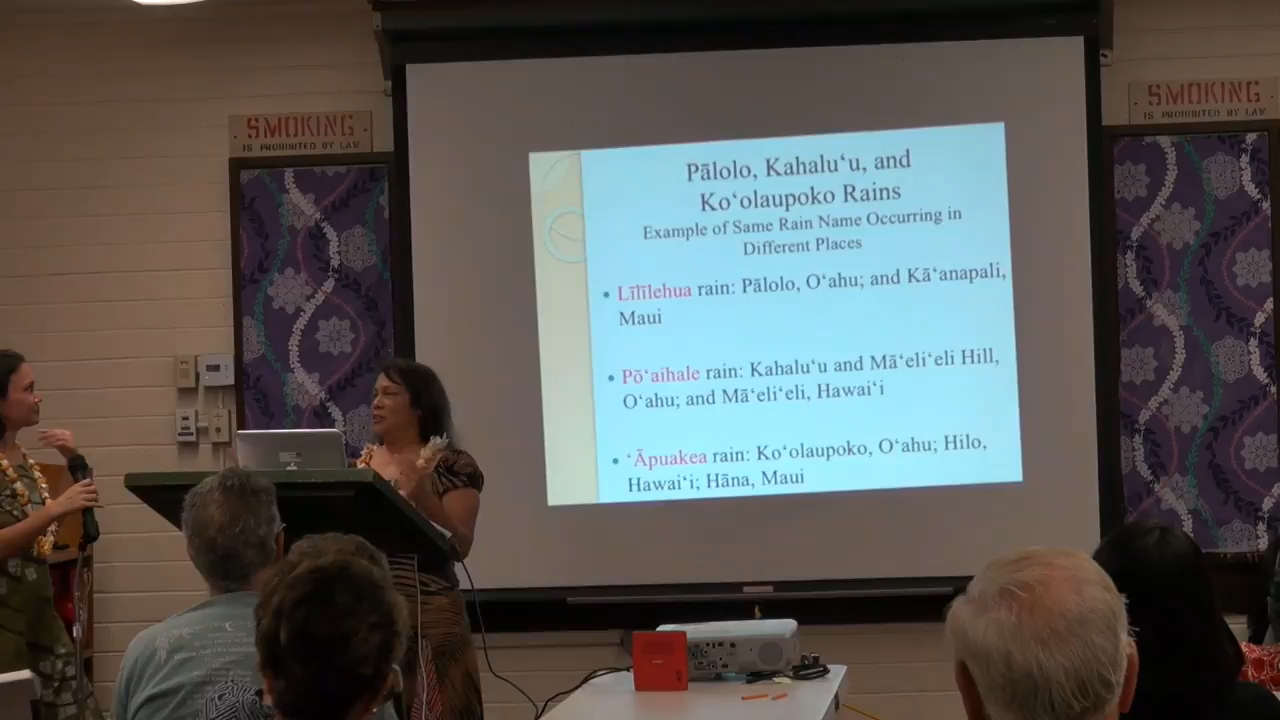 SMOKING
IS PROHIBITED BY LAW
SMOKING
IS PROHIBITED BY LAW
Pālolo, Kahaluʻu, and
Koʻolaupoko Rains
Example of Same Rain Name Occurring in
Different Places
• Līlīlehua rain: Pālolo, Oʻahu; and Kāʻanapali,
Maui
• Pōʻaihale rain: Kahaluʻu and Māʻeliʻeli Hill,
Oʻahu; and Māʻeliʻeli, Hawaiʻi
• ʻĀpuakea rain: Koʻolaupoko, Oʻahu; Hilo,
Hawaiʻi; Hāna, Maui